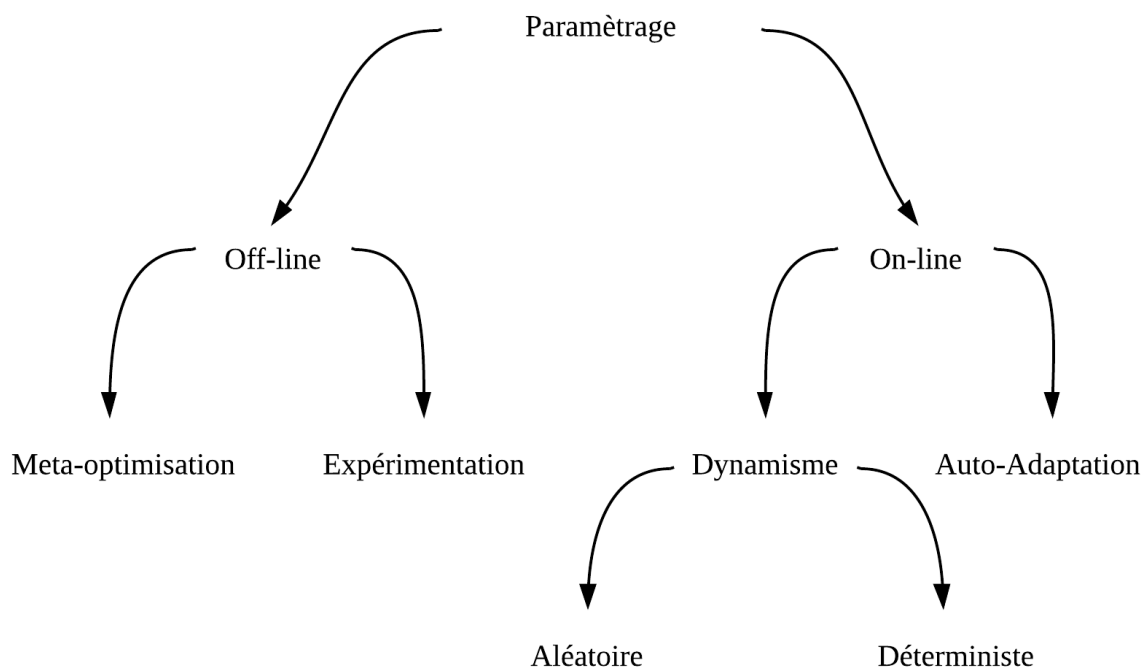 Paramètrage
Off-line
On-line
Meta-optimisation
Expérimentation
Dynamisme
Auto-Adaptation
Aléatoire
Déterministe